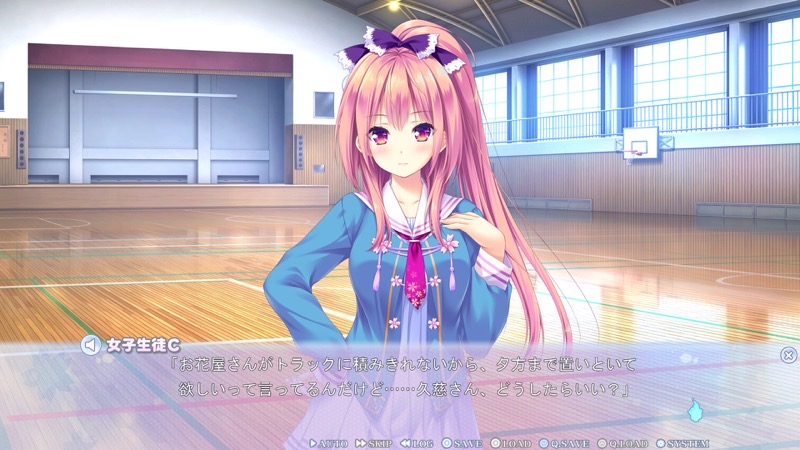 女子生徒C
「お花屋さんがトラックに積みきれないから、夕方まで置いといて
欲しいって言ってるんだけど……久慈さん、どうしたらいい？」
AUTO SKIP LOG SAVE LOAD Q.SAVE Q.LOAD SYSTEM